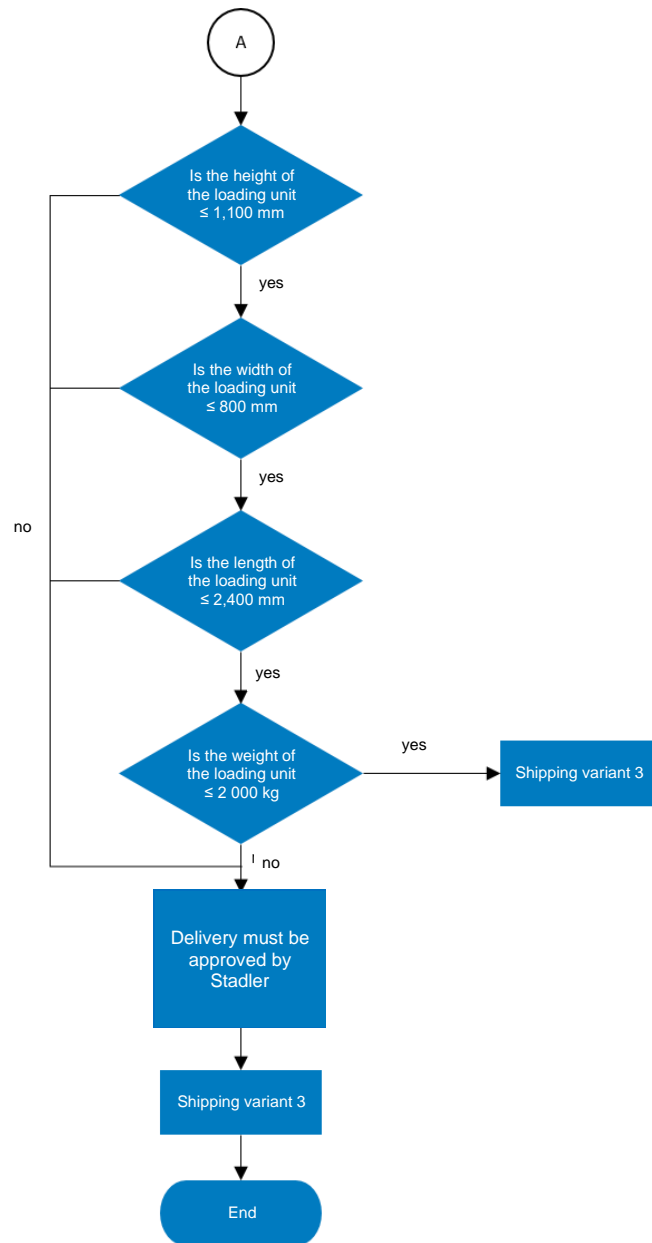 A
Is the height of
the loading unit
≤ 1,100 mm
yes
Is the width of
the loading unit
≤ 800 mm
yes
no
Is the length of
the loading unit
≤ 2,400 mm
yes
Is the weight of
the loading unit
≤ 2 000 kg
yes
Shipping variant 3
no
Delivery must be
approved by
Stadler
Shipping variant 3
End